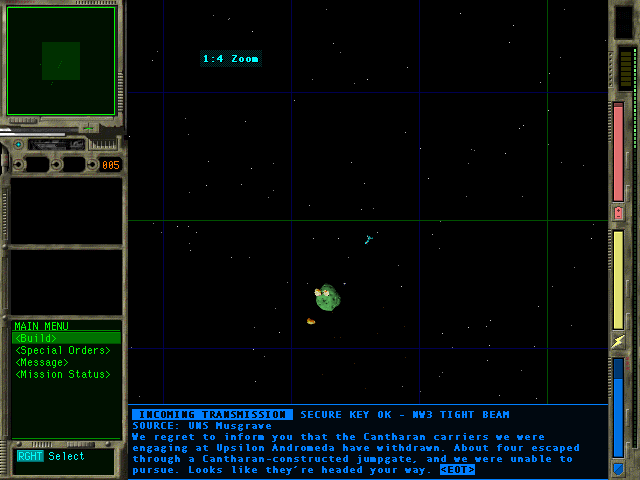 1:4 Zoom
005
MAIN MENU
<Build>
<Special Orders>
<Message>
<Mission Status>
RGHT Select
INCOMING TRANSMISSION SECURE KEY OK - NW3 TIGHT BEAM
SOURCE: UNS Musgrave
We regret to inform you that the Cantharan carriers we were
engaging at Upsilon Andromeda have withdrawn. About four escaped
through a Cantharan-constructed jumpgate, and we were unable to
pursue. Looks like they're headed your way. <EOT>